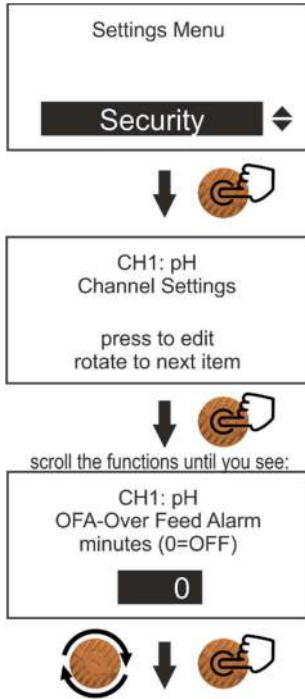 Settings Menu
Security
CH1: pH
Channel Settings
press to edit
rotate to next item
scroll the functions until you see:
CH1: pH
OFA-Over Feed Alarm
minutes (0=OFF)
0